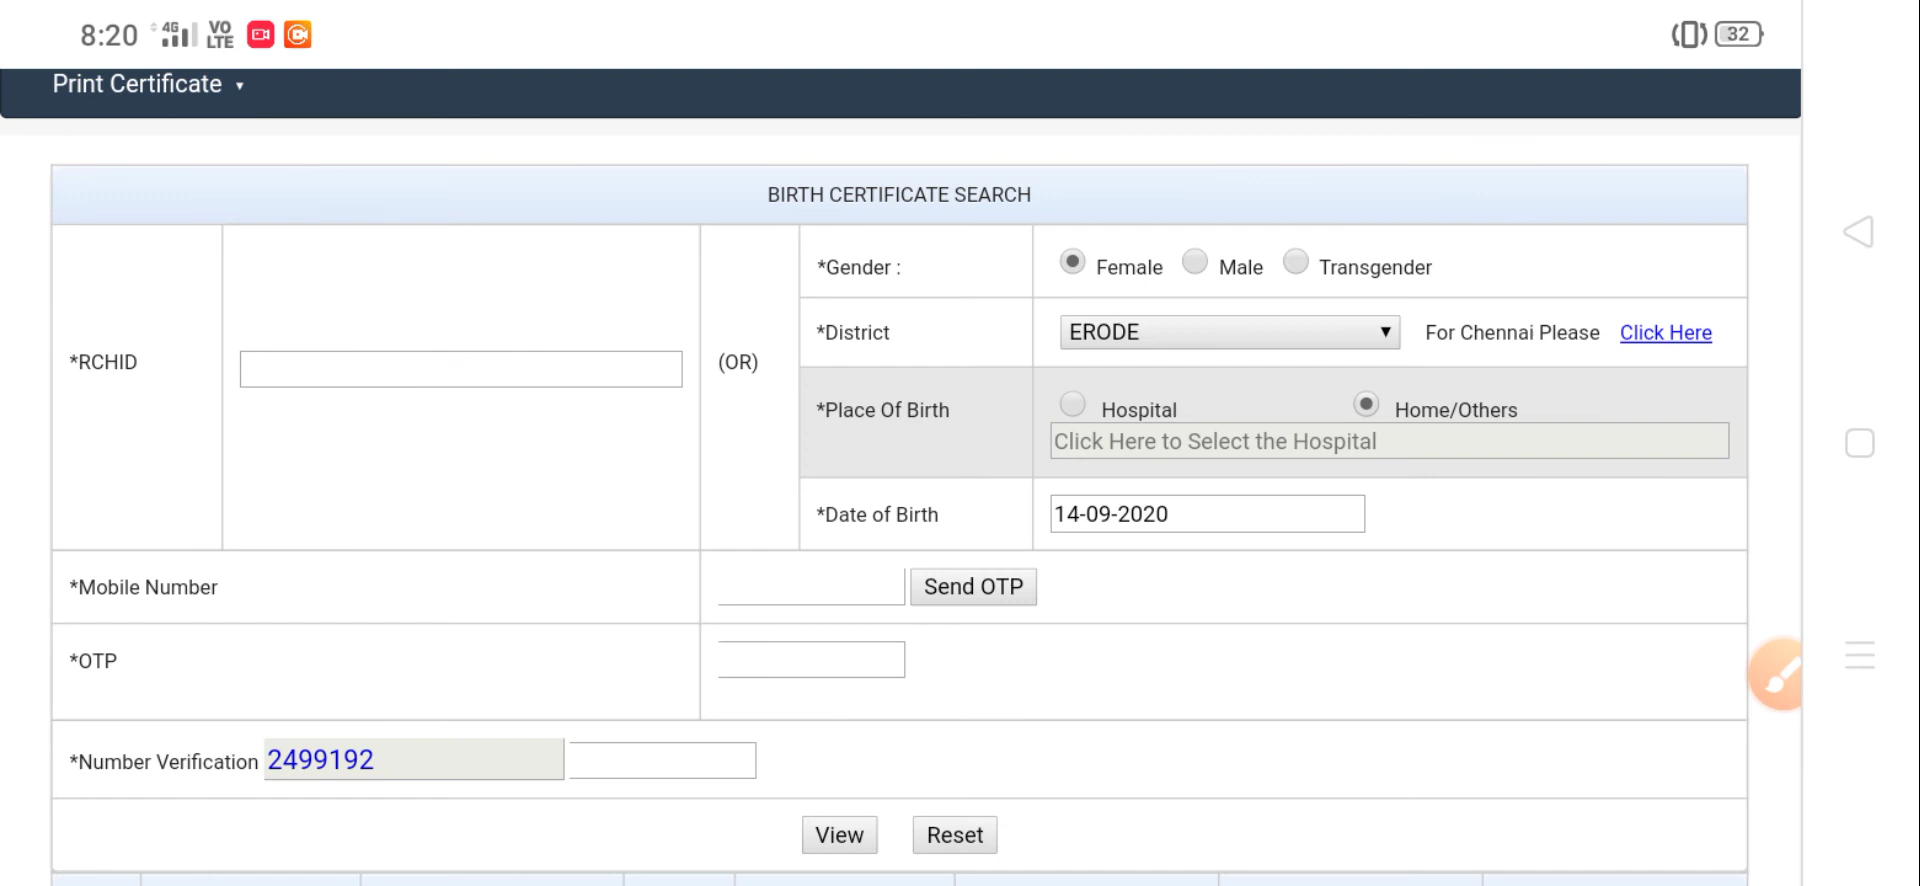 8:20 4G VO LTE 32
Print Certificate ▾
BIRTH CERTIFICATE SEARCH
*RCHID
(OR)
*Gender : Female Male Transgender
*District ERODE ▼ For Chennai Please Click Here
*Place Of Birth Hospital Home/Others
Click Here to Select the Hospital
*Date of Birth 14-09-2020
*Mobile Number Send OTP
*OTP
*Number Verification 2499192
View Reset